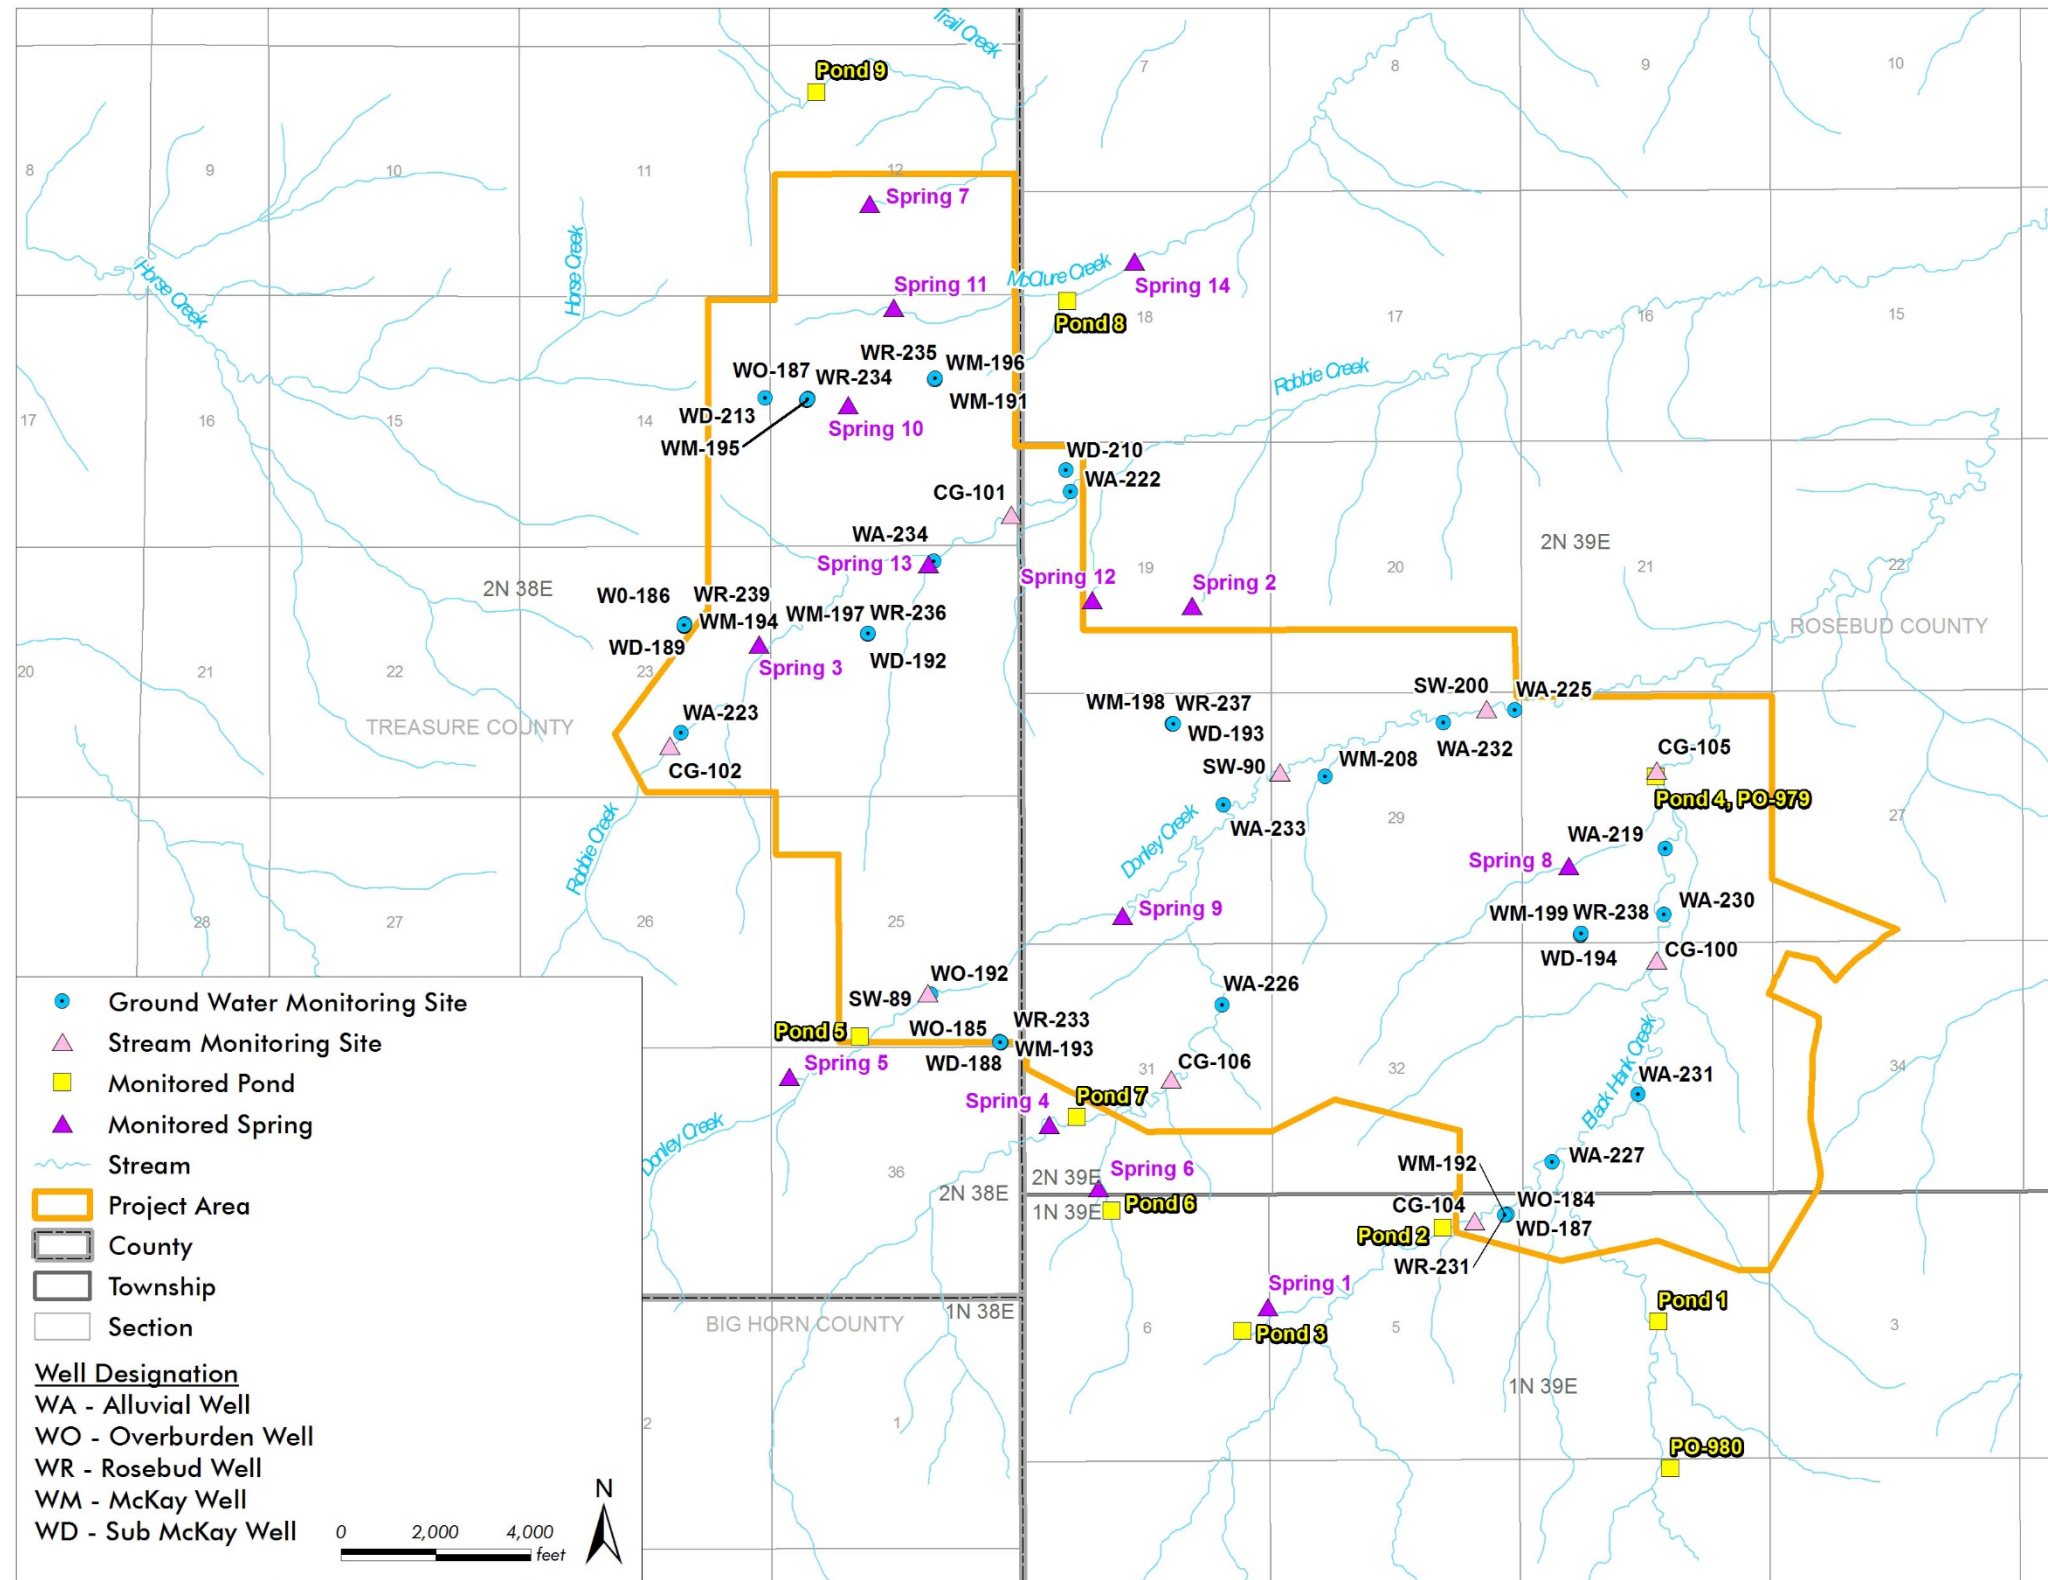 Trail Creek
Pond 9
7
8
9
10
8
9
10
11
12
Spring 7
Horse Creek
Horse Creek
McClure Creek
Spring 14
Spring 11
Pond 8
18
17
16
15
WR-235
WM-196
WO-187
WR-234
WM-191
Robbie Creek
WD-213
17
16
15
14
Spring 10
WM-195
WD-210
WA-222
CG-101
WA-234
2N 39E
Spring 13
Spring 12
19
Spring 2
20
21
22
2N 38E
W0-186
WR-239
WM-197
WR-236
WM-194
ROSEBUD COUNTY
WD-189
WD-192
Spring 3
20
21
22
23
SW-200
WA-225
WM-198
WR-237
WA-223
TREASURE COUNTY
WD-193
WA-232
CG-105
SW-90
WM-208
CG-102
Pond 4, PO-979
29
27
WA-233
WA-219
Donley Creek
Robbie Creek
Spring 8
Spring 9
WM-199
WR-238
WA-230
28
27
26
25
CG-100
WD-194
WO-192
WA-226
SW-89
WO-185
WR-233
Pond 5
WM-193
Spring 5
WD-188
CG-106
31
32
34
Black Hank Creek
WA-231
Spring 4
Pond 7
Donley Creek
WA-227
WM-192
Spring 6
36
2N 39E
2N 38E
1N 39E
Pond 6
CG-104
WO-184
WD-187
Pond 2
WR-231
Spring 1
Pond 1
1N 38E
BIG HORN COUNTY
Pond 3
6
5
3
1N 39E
2
1
PO-980
Ground Water Monitoring Site
Stream Monitoring Site
Monitored Pond
Monitored Spring
Stream
Project Area
County
Township
Section
Well Designation
WA - Alluvial Well
WO - Overburden Well
WR - Rosebud Well
WM - McKay Well
WD - Sub McKay Well
0 2,000 4,000
feet
N